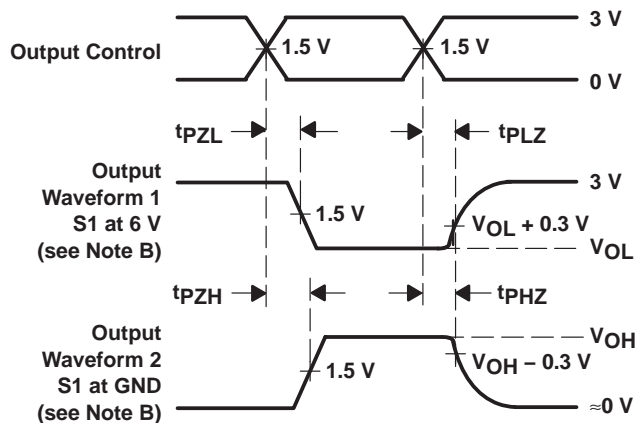 3 V
Output Control
1.5 V
1.5 V
0 V
tPZL
tPLZ
Output
Waveform 1
S1 at 6 V
(see Note B)
3 V
1.5 V
VOL + 0.3 V
VOL
tPZH
tPHZ
Output
Waveform 2
S1 at GND
(see Note B)
VOH
1.5 V
VOH − 0.3 V
≈0 V